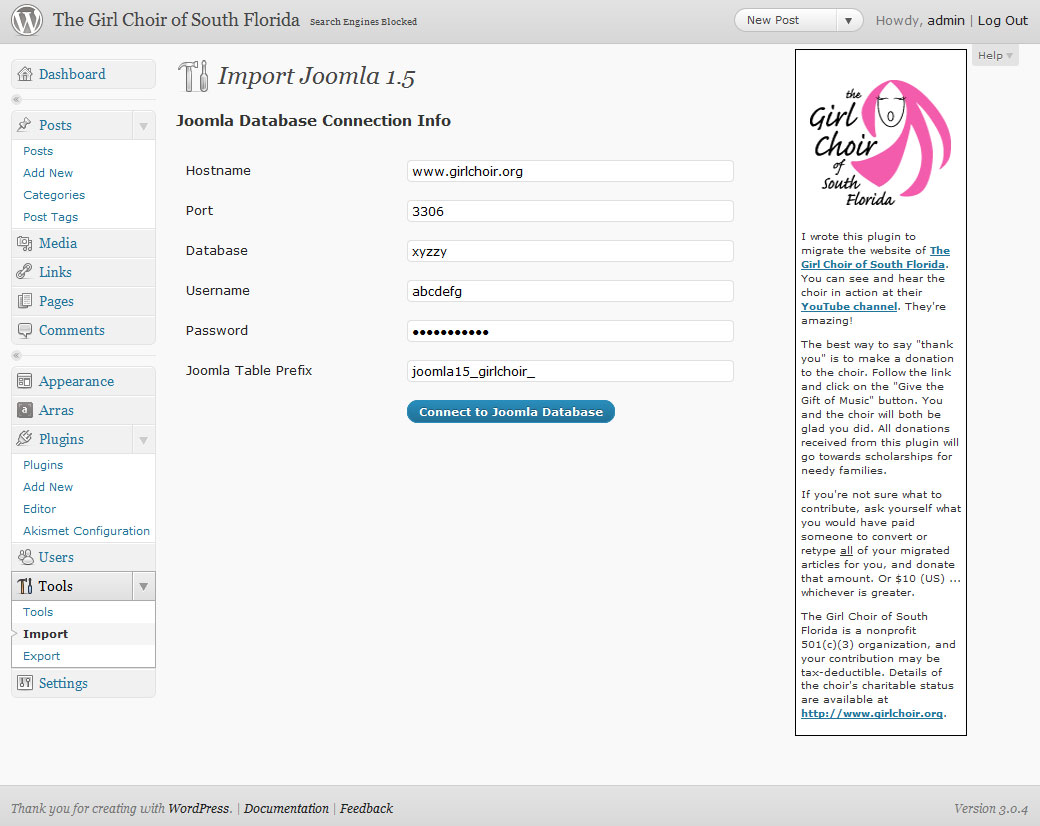 The Girl Choir of South Florida Search Engines Blocked
New Post
Howdy, admin | Log Out
Help
Dashboard
Posts
Posts
Add New
Categories
Post Tags
Media
Links
Pages
Comments
Appearance
a Arras
Plugins
Plugins
Add New
Editor
Akismet Configuration
Users
Tools
Tools
Import
Export
Settings
Import Joomla 1.5
Joomla Database Connection Info
Hostname www.girlchoir.org
Port 3306
Database xyzzy
Username abcdefg
Password •••••••••••
Joomla Table Prefix joomla15_girlchoir_
Connect to Joomla Database
the
Girl
Choir
of
South
Florida
I wrote this plugin to
migrate the website of The
Girl Choir of South Florida.
You can see and hear the
choir in action at their
YouTube channel. They're
amazing!
The best way to say "thank
you" is to make a donation
to the choir. Follow the link
and click on the "Give the
Gift of Music" button. You
and the choir will both be
glad you did. All donations
received from this plugin will
go towards scholarships for
needy families.
If you're not sure what to
contribute, ask yourself what
you would have paid
someone to convert or
retype all of your migrated
articles for you, and donate
that amount. Or $10 (US) ...
whichever is greater.
The Girl Choir of South
Florida is a nonprofit
501(c)(3) organization, and
your contribution may be
tax-deductible. Details of
the choir's charitable status
are available at
http://www.girlchoir.org.
Thank you for creating with WordPress. | Documentation | Feedback
Version 3.0.4